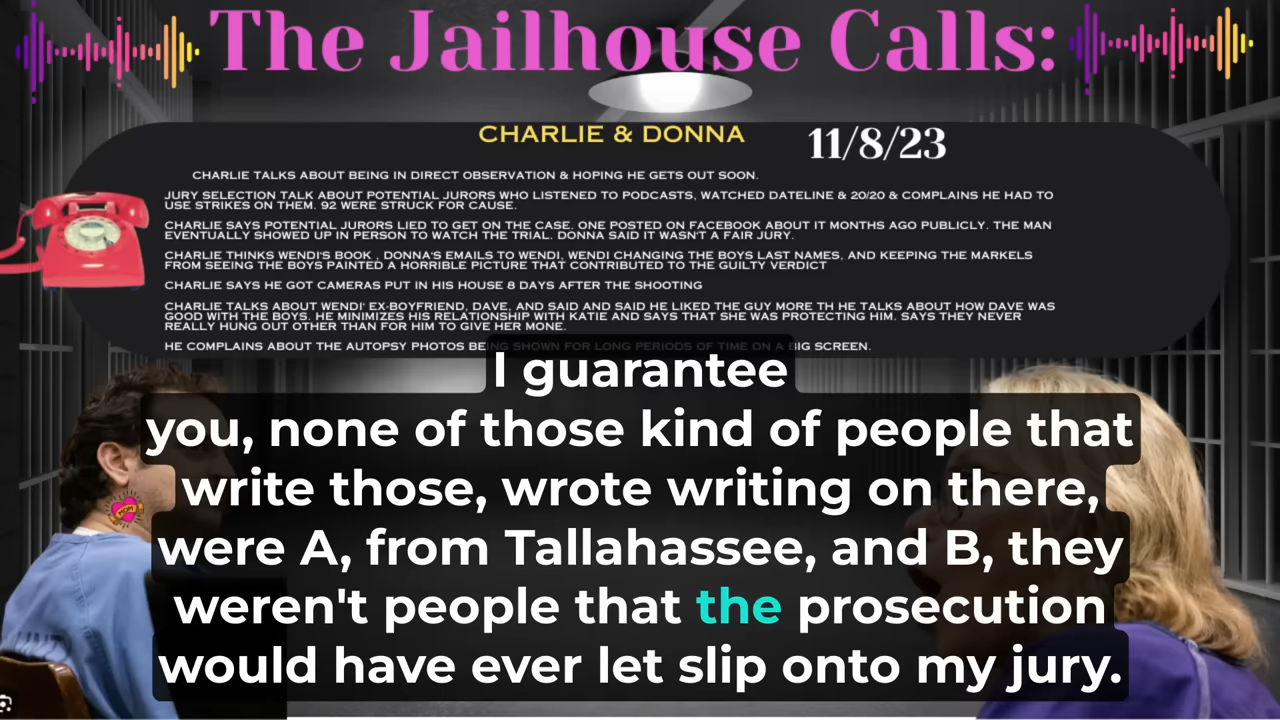 The Jailhouse Calls:
CHARLIE & DONNA
11/8/23
CHARLIE TALKS ABOUT BEING IN DIRECT OBSERVATION & HOPING HE GETS OUT SOON.
JURY SELECTION TALK ABOUT POTENTIAL JURORS WHO LISTENED TO PODCASTS, WATCHED DATELINE & 20/20 & COMPLAINS HE HAD TO
USE STRIKES ON THEM. 92 WERE STRUCK FOR CAUSE.
CHARLIE SAYS POTENTIAL JURORS LIED TO GET ON THE CASE. ONE POSTED ON FACEBOOK ABOUT IT MONTHS AGO PUBLICLY. THE MAN
EVENTUALLY SHOWED UP IN PERSON TO WATCH THE TRIAL. DONNA SAID IT WASN'T A FAIR JURY.
CHARLIE THINKS WENDI'S BOOK , DONNA'S EMAILS TO WENDI, WENDI CHANGING THE BOYS LAST NAMES, AND KEEPING THE MARKELS
FROM SEEING THE BOYS PAINTED A HORRIBLE PICTURE THAT CONTRIBUTED TO THE GUILTY VERDICT
CHARLIE SAYS HE GOT CAMERAS PUT IN HIS HOUSE 8 DAYS AFTER THE SHOOTING
CHARLIE TALKS ABOUT WENDI' EX-BOYFRIEND, DAVE, AND SAID AND SAID HE LIKED THE GUY MORE TH HE TALKS ABOUT HOW DAVE WAS
GOOD WITH THE BOYS. HE MINIMIZES HIS RELATIONSHIP WITH KATIE AND SAYS THAT SHE WAS PROTECTING HIM. SAYS THEY NEVER
REALLY HUNG OUT OTHER THAN FOR HIM TO GIVE HER MONE.
HE COMPLAINS ABOUT THE AUTOPSY PHOTOS BEING SHOWN FOR LONG PERIODS OF TIME ON A BIG SCREEN.
I guarantee
you, none of those kind of people that
write those, wrote writing on there,
were A, from Tallahassee, and B, they
weren't people that the prosecution
would have ever let slip onto my jury.
MOM